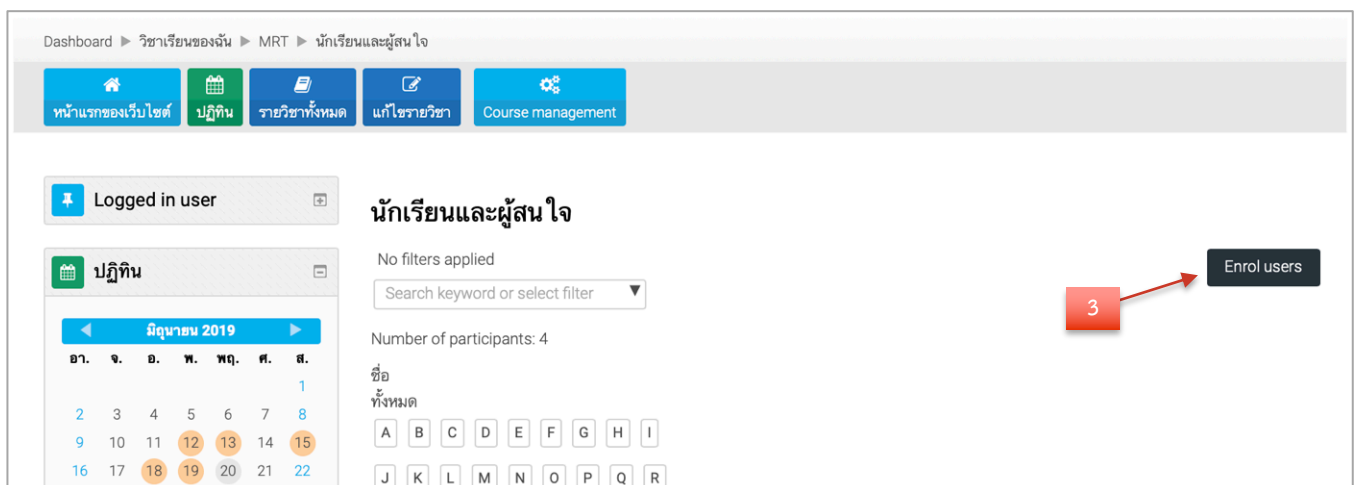 Dashboard ▶ วิชาเรียนของฉัน ▶ MRT ▶ นักเรียนและผู้สนใจ
หน้าแรกของเว็บไซต์ ปฏิทิน รายวิชาทั้งหมด แก้ไขรายวิชา Course management
Logged in user
ปฏิทิน
มิถุนายน 2019
อา. จ. อ. พ. พฤ. ศ. ส.
1
2 3 4 5 6 7 8
9 10 11 12 13 14 15
16 17 18 19 20 21 22
นักเรียนและผู้สนใจ
No filters applied
Search keyword or select filter ▼
Number of participants: 4
ชื่อ
ทั้งหมด
A B C D E F G H I
J K L M N O P Q R
Enrol users
3